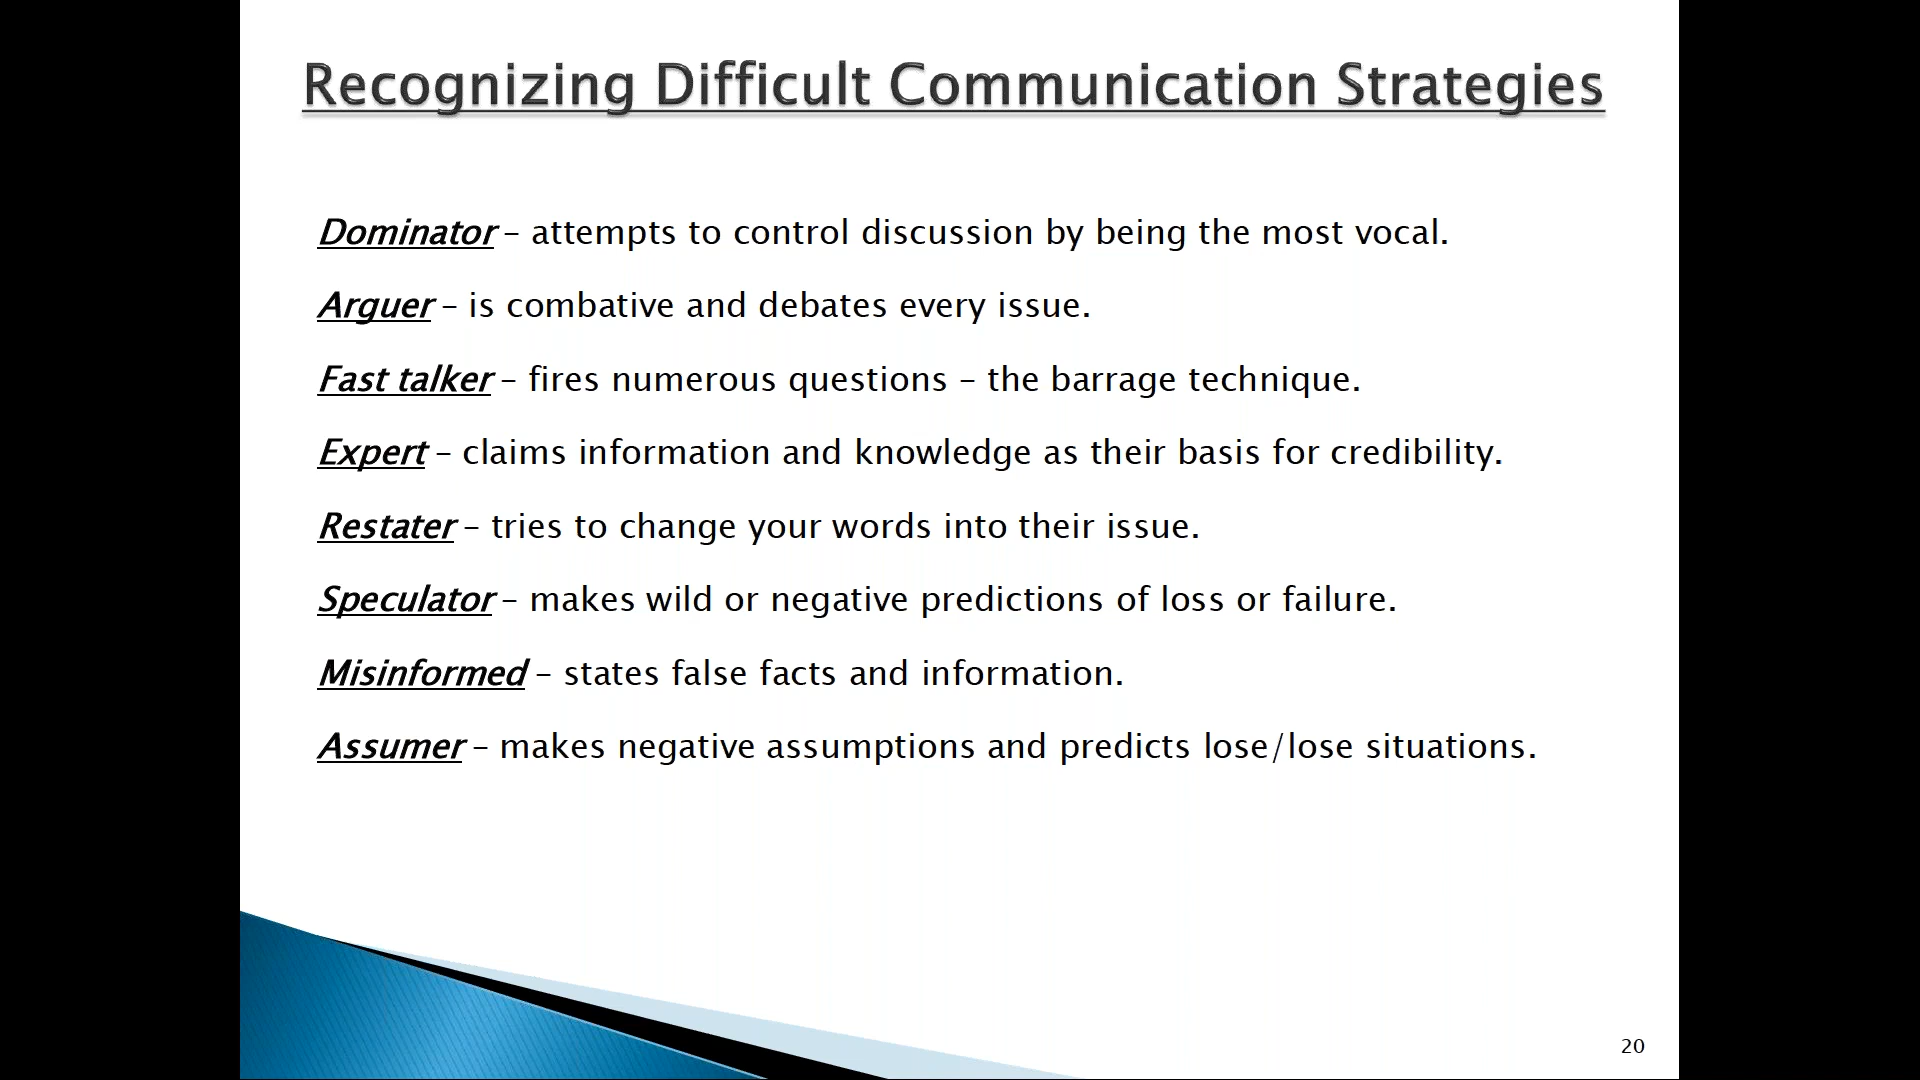 Recognizing Difficult Communication Strategies
Dominator – attempts to control discussion by being the most vocal.
Arguer – is combative and debates every issue.
Fast talker – fires numerous questions – the barrage technique.
Expert – claims information and knowledge as their basis for credibility.
Restater – tries to change your words into their issue.
Speculator – makes wild or negative predictions of loss or failure.
Misinformed – states false facts and information.
Assumer – makes negative assumptions and predicts lose/lose situations.
20